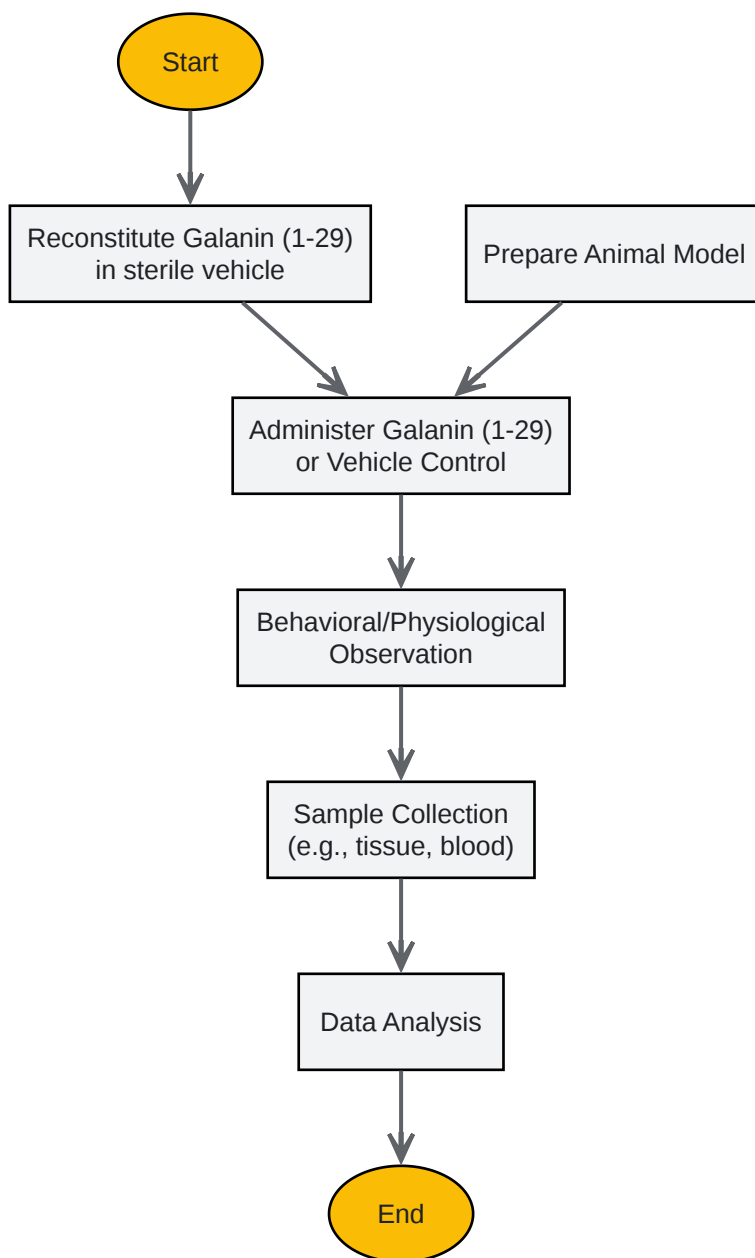 Start
Reconstitute Galanin (1-29)
in sterile vehicle
Prepare Animal Model
Administer Galanin (1-29)
or Vehicle Control
Behavioral/Physiological
Observation
Sample Collection
(e.g., tissue, blood)
Data Analysis
End